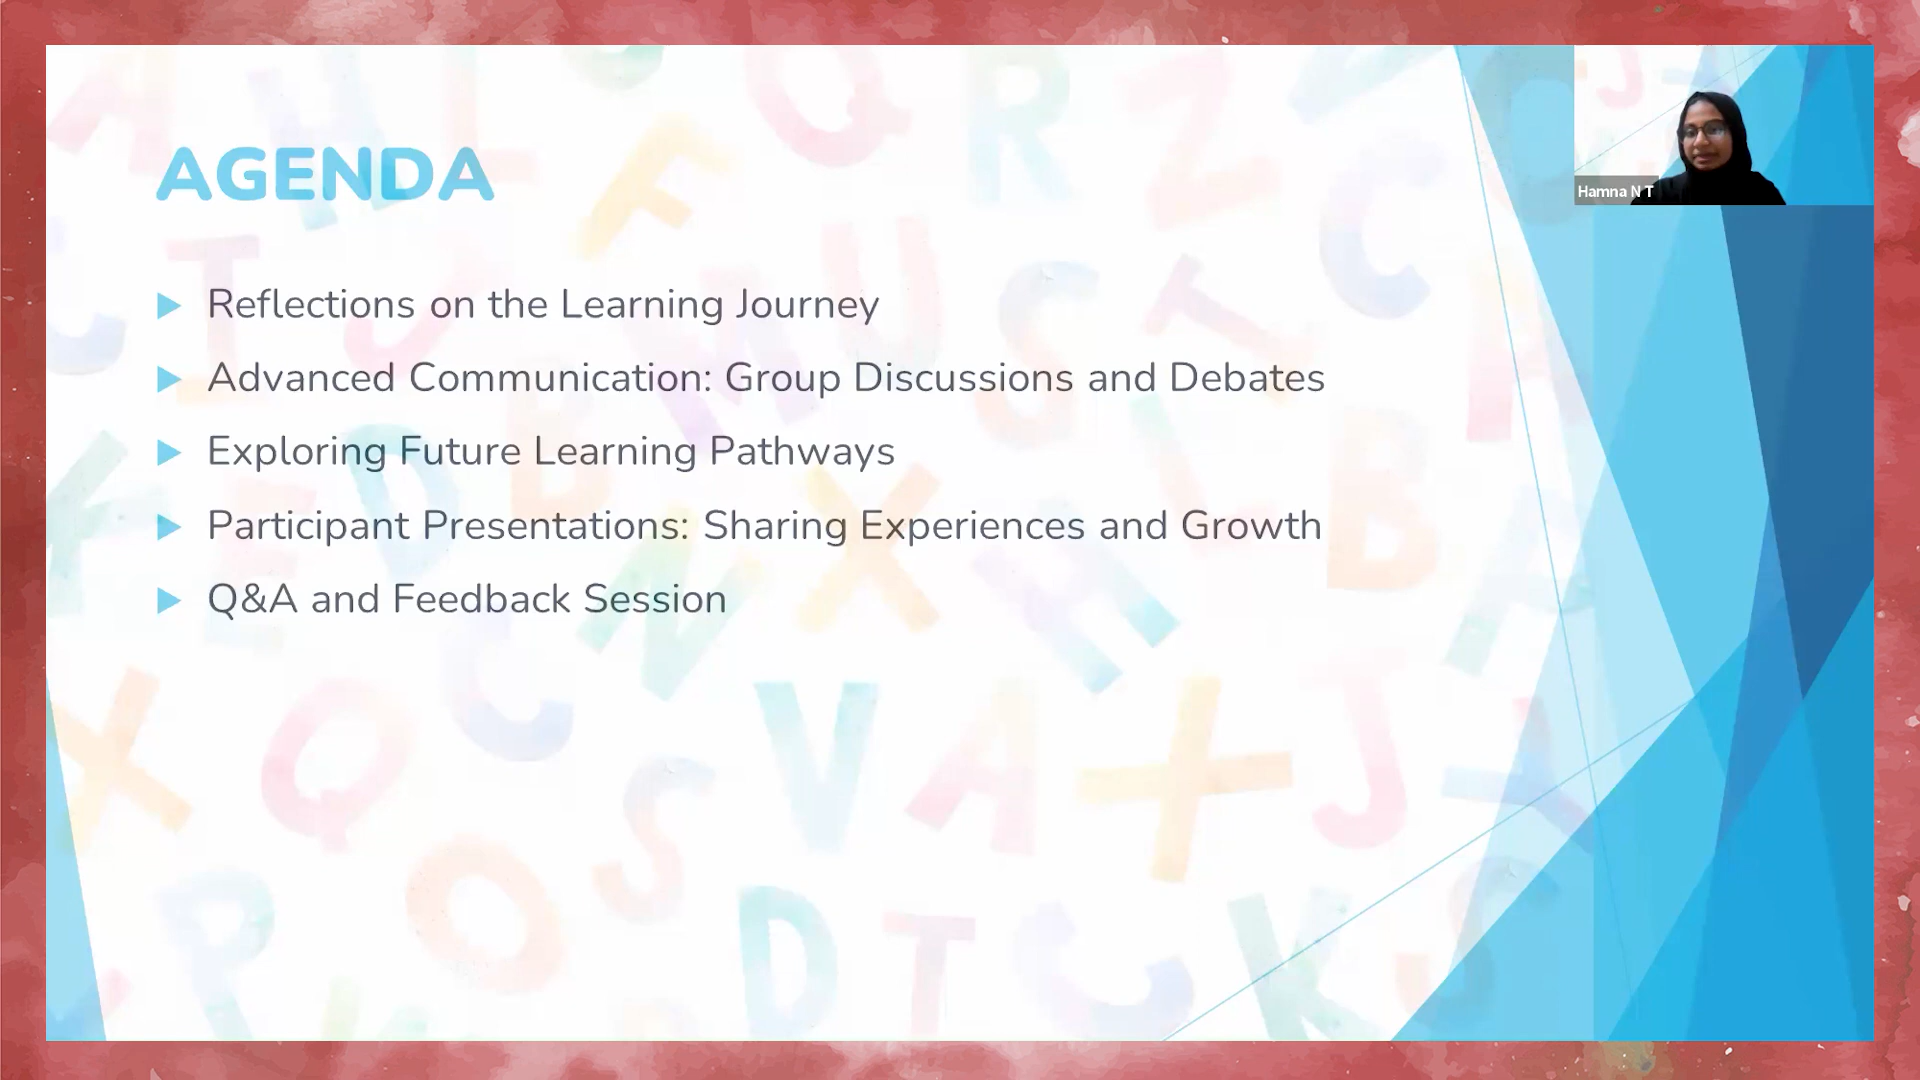 AGENDA
Reflections on the Learning Journey
Advanced Communication: Group Discussions and Debates
Exploring Future Learning Pathways
Participant Presentations: Sharing Experiences and Growth
Q&A and Feedback Session
Hamna N T